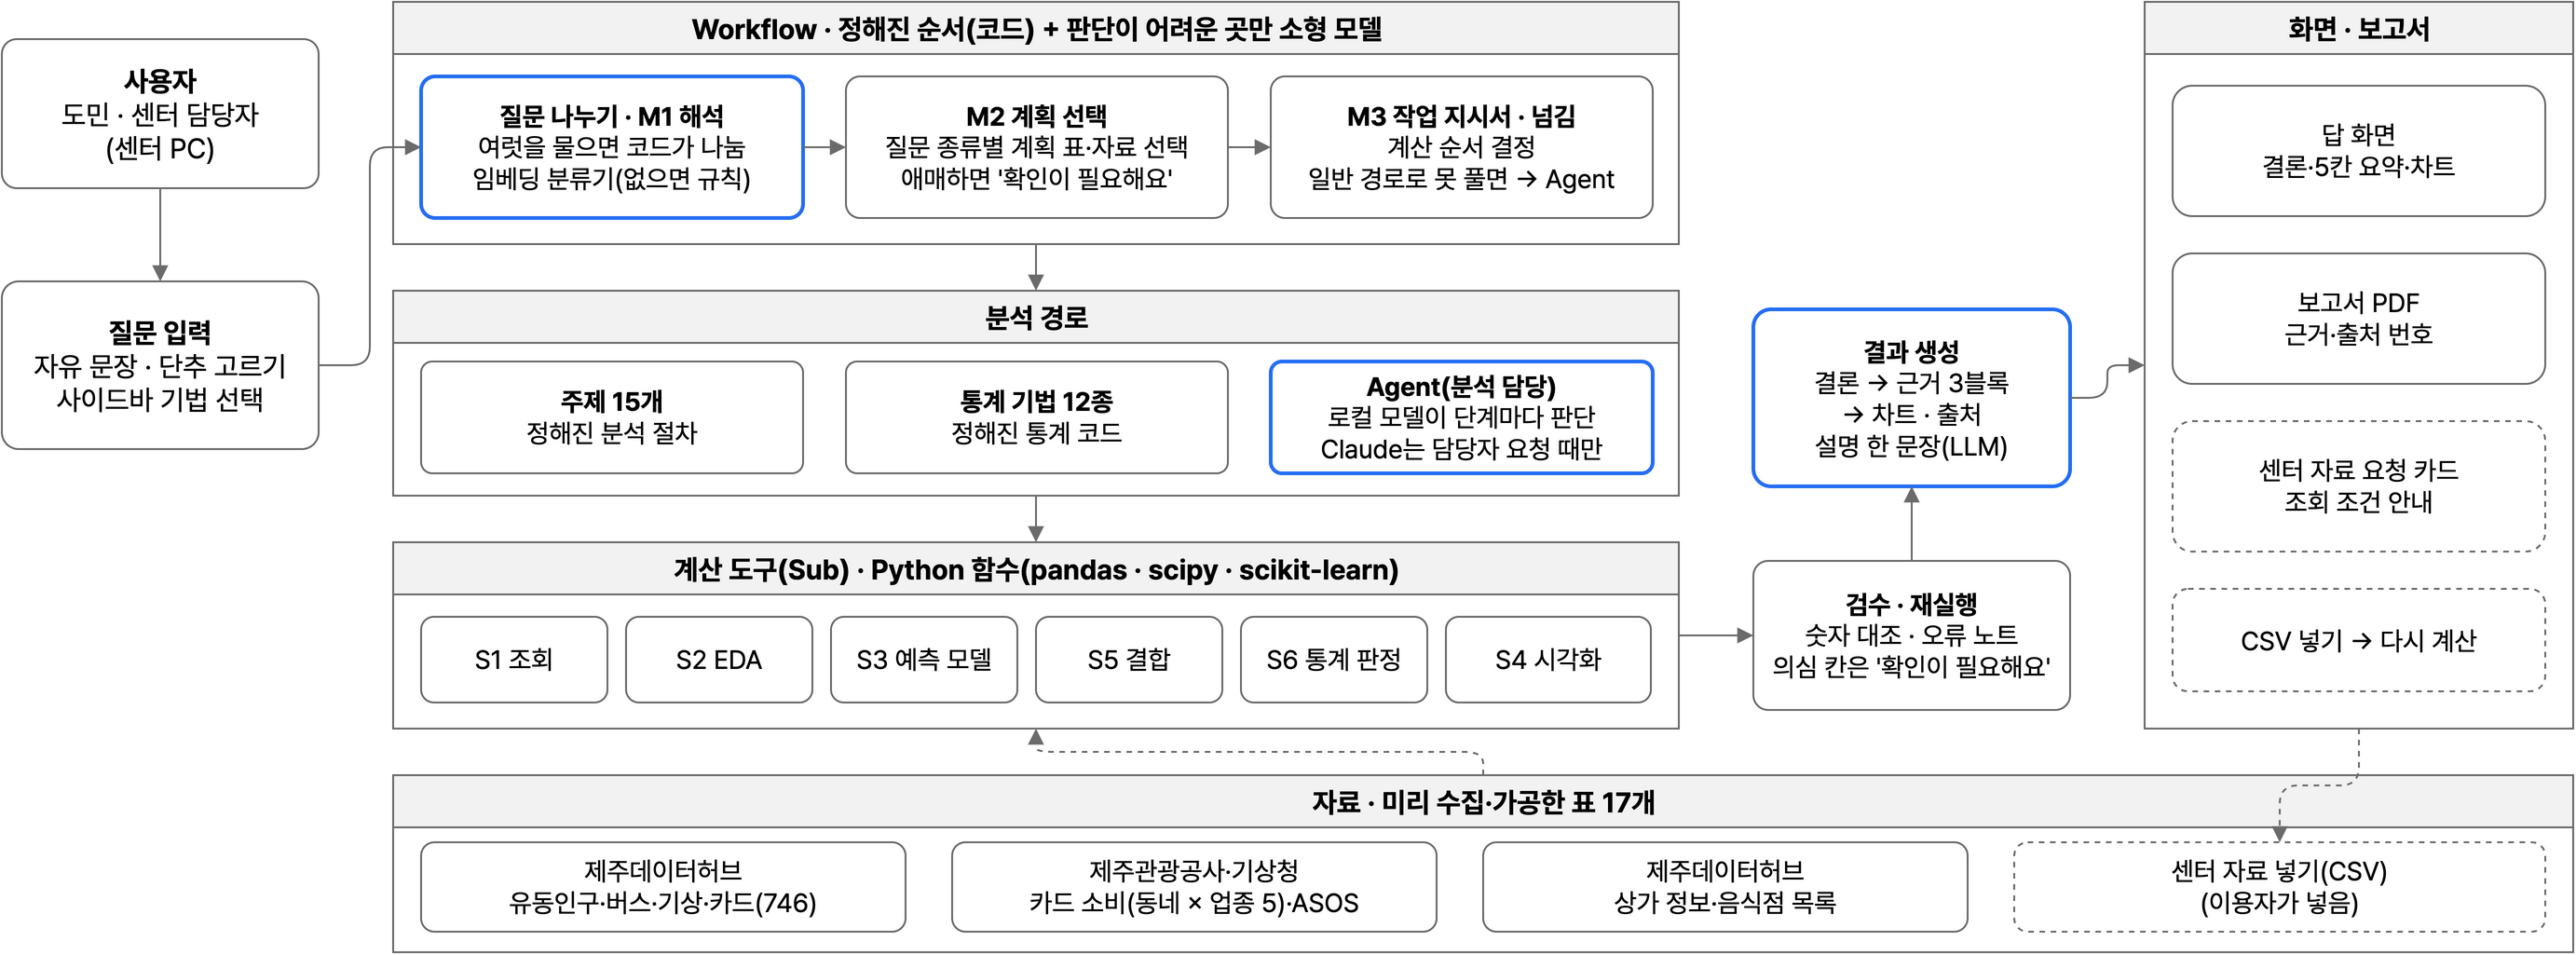 사용자
도민 · 센터 담당자
(센터 PC)
질문 입력
자유 문장 · 단추 고르기
사이드바 기법 선택
Workflow · 정해진 순서(코드) + 판단이 어려운 곳만 소형 모델
질문 나누기 · M1 해석
여럿을 물으면 코드가 나눔
임베딩 분류기(없으면 규칙)
M2 계획 선택
질문 종류별 계획 표·자료 선택
애매하면 '확인이 필요해요'
M3 작업 지시서 · 넘김
계산 순서 결정
일반 경로로 못 풀면 → Agent
분석 경로
주제 15개
정해진 분석 절차
통계 기법 12종
정해진 통계 코드
Agent(분석 담당)
로컬 모델이 단계마다 판단
Claude는 담당자 요청 때만
계산 도구(Sub) · Python 함수(pandas · scipy · scikit-learn)
S1 조회
S2 EDA
S3 예측 모델
S5 결합
S6 통계 판정
S4 시각화
검수 · 재실행
숫자 대조 · 오류 노트
의심 칸은 '확인이 필요해요'
결과 생성
결론 → 근거 3블록
→ 차트 · 출처
설명 한 문장(LLM)
화면 · 보고서
답 화면
결론·5칸 요약·차트
보고서 PDF
근거·출처 번호
센터 자료 요청 카드
조회 조건 안내
CSV 넣기 → 다시 계산
자료 · 미리 수집·가공한 표 17개
제주데이터허브
유동인구·버스·기상·카드(746)
제주관광공사·기상청
카드 소비(동네 × 업종 5)·ASOS
제주데이터허브
상가 정보·음식점 목록
센터 자료 넣기(CSV)
(이용자가 넣음)